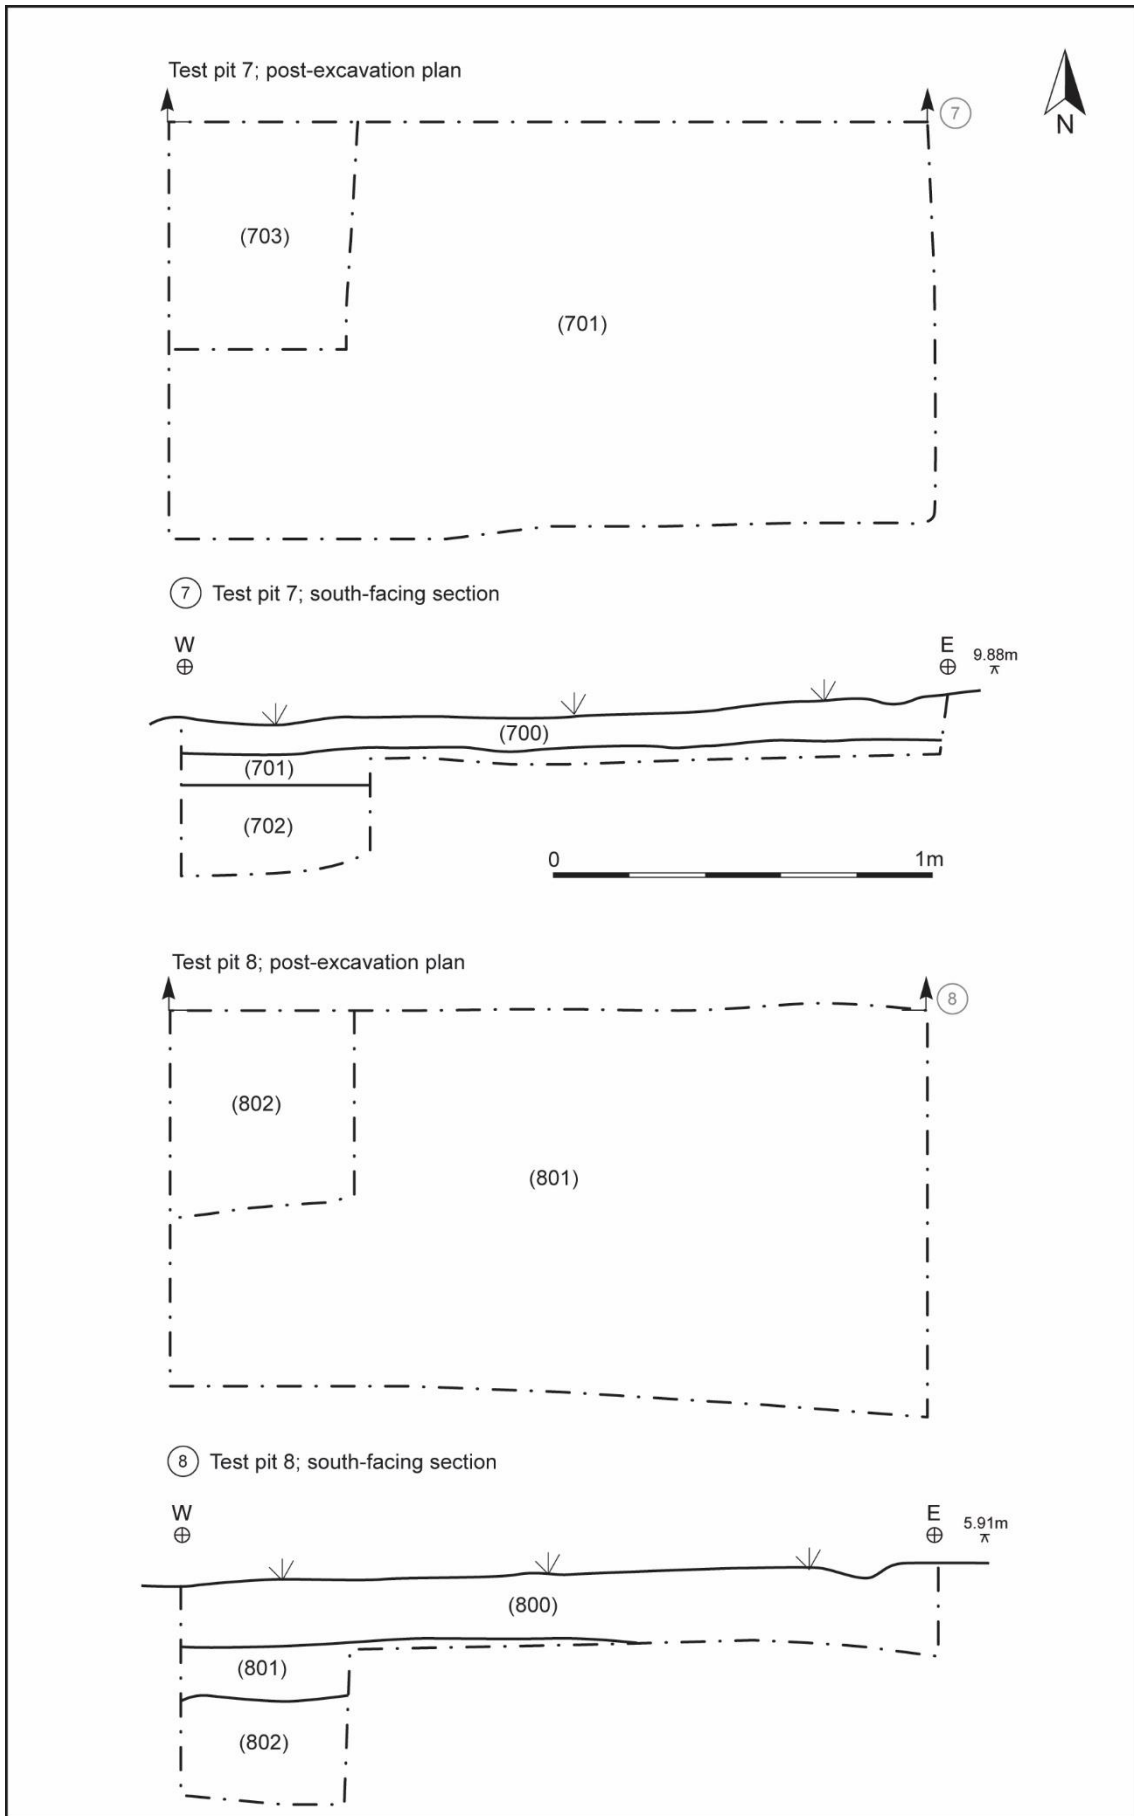 Test pit 7; post-excavation plan
7
N
(703)
(701)
7 Test pit 7; south-facing section
W
E
9.88m
(700)
(701)
(702)
0
1m
Test pit 8; post-excavation plan
8
(802)
(801)
8 Test pit 8; south-facing section
W
E
5.91m
(800)
(801)
(802)